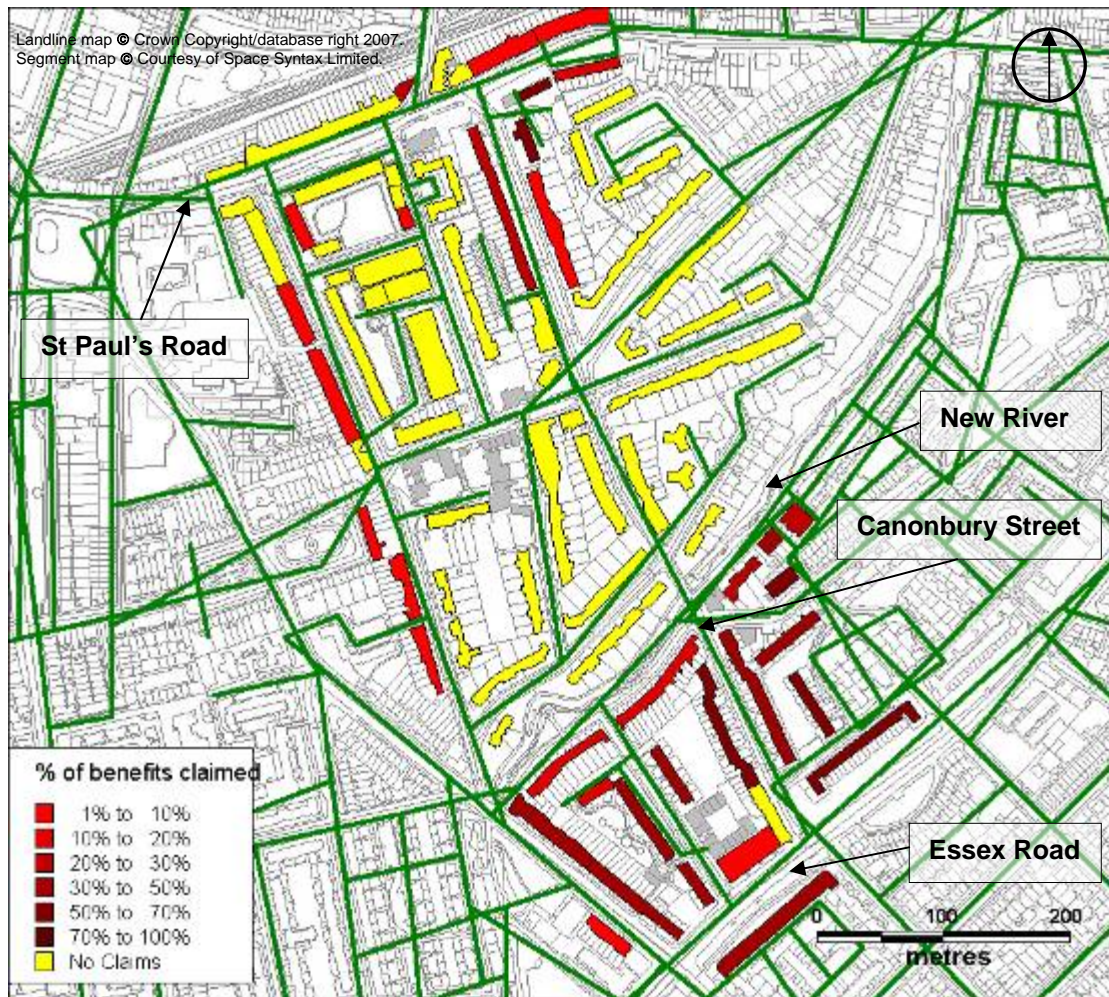 Landline map © Crown Copyright/database right 2007.
Segment map © Courtesy of Space Syntax Limited.
St Paul's Road
New River
Canonbury Street
Essex Road
% of benefits claimed
1% to 10%
10% to 20%
20% to 30%
30% to 50%
50% to 70%
70% to 100%
No Claims
0 100 200
metres